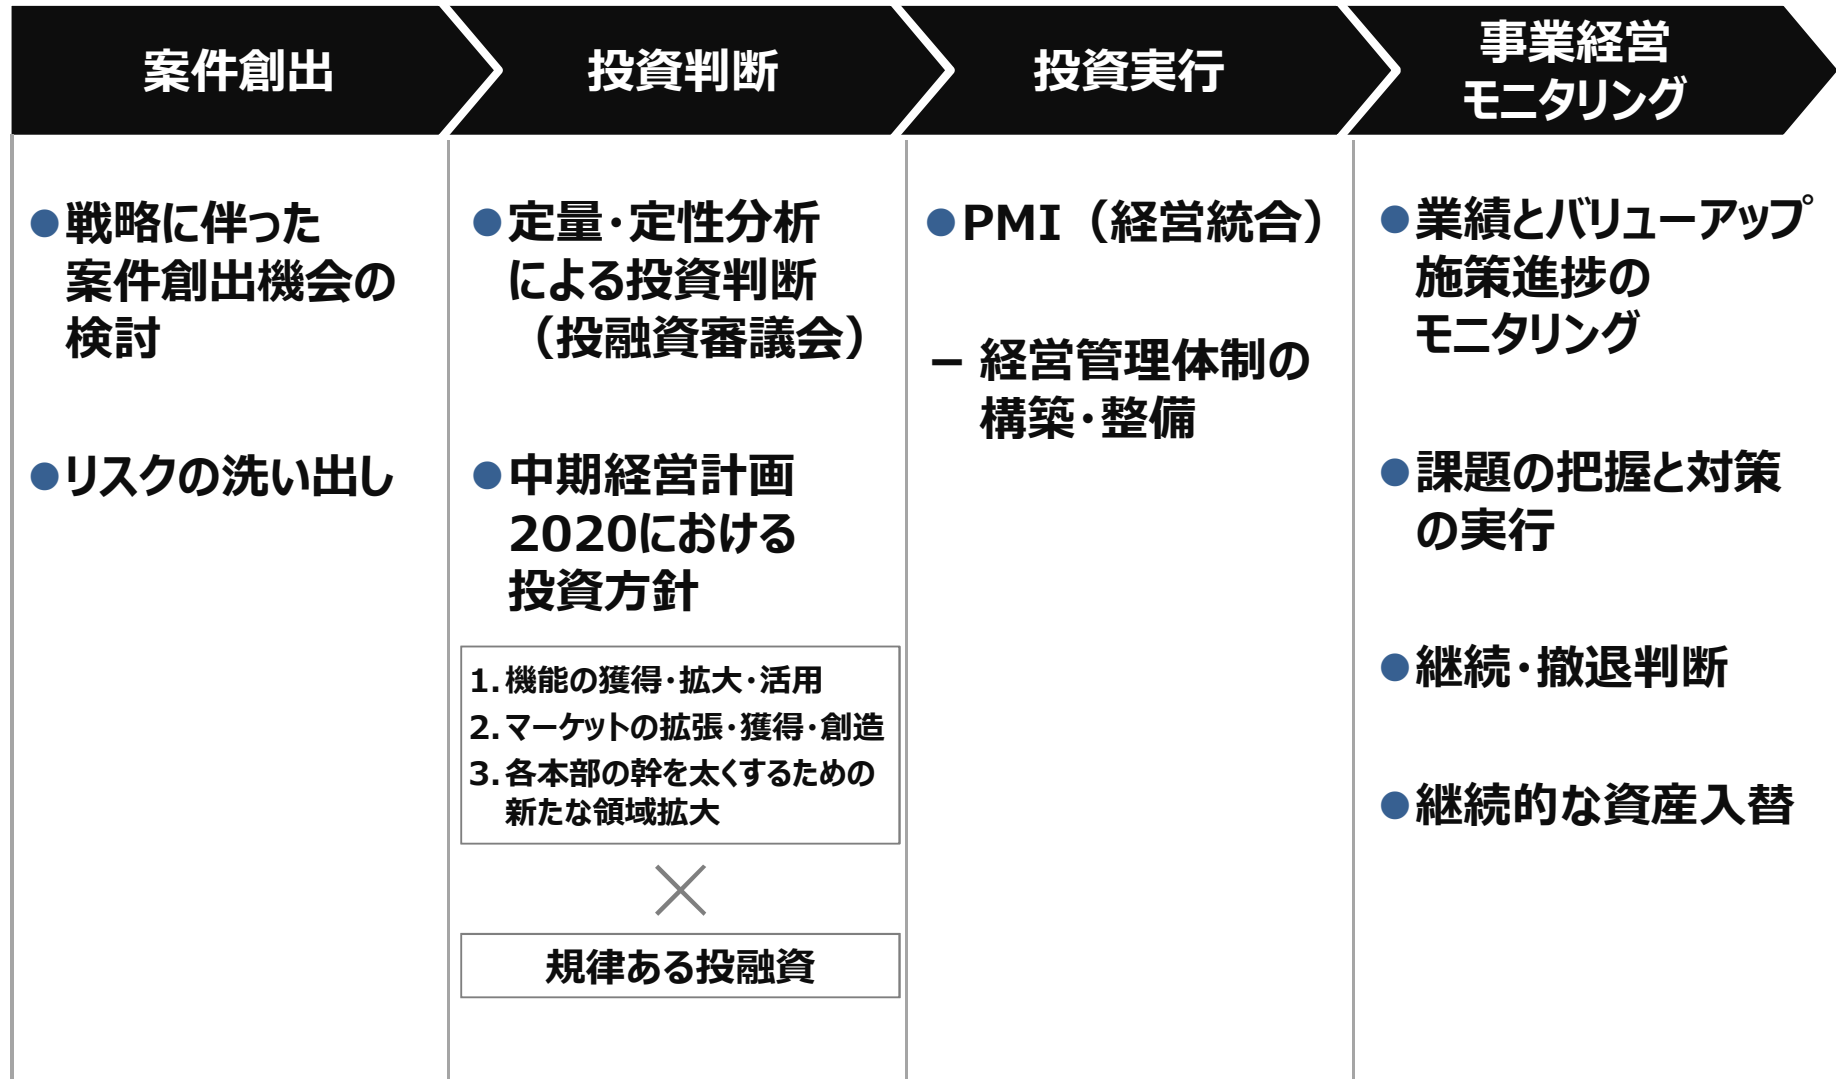 案件創出
投資判断
投資実行
事業経営
モニタリング
●戦略に伴った
案件創出機会の
検討
●リスクの洗い出し
●定量・定性分析
による投資判断
（投融資審議会）
●中期経営計画
2020における
投資方針
1.機能の獲得・拡大・活用
2.マーケットの拡張・獲得・創造
3.各本部の幹を太くするための
新たな領域拡大
×
規律ある投融資
●PMI（経営統合）
− 経営管理体制の
構築・整備
●業績とバリューアップ
施策進捗の
モニタリング
●課題の把握と対策
の実行
●継続・撤退判断
●継続的な資産入替